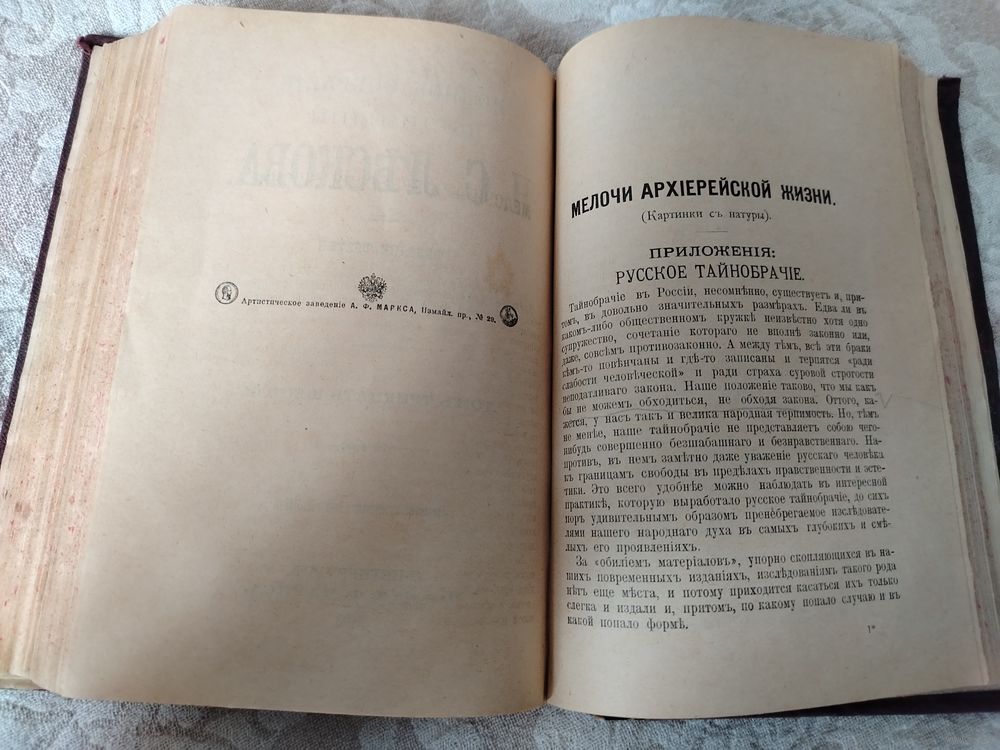 Артистическое заведеніе А. Ф. МАРКСА, Измайл. пр., № 29.
МЕЛОЧИ АРХІЕРЕЙСКОЙ ЖИЗНИ.
(Картинки съ натуры).
ПРИЛОЖЕНІЯ:
РУССКОЕ ТАЙНОБРАЧІЕ.
Тайнобрачіе въ Россіи, несомнѣнно, существуетъ и, при-
томъ, въ довольно значительныхъ размѣрахъ. Едва ли въ
какомъ-либо общественномъ кружкѣ неизвѣстно хотя одно
супружество, сочетаніе котораго не вполнѣ законно или,
даже, совсѣмъ противозаконно. А между тѣмъ, всѣ эти браки
кѣмъ-то повѣнчаны и гдѣ-то записаны и терпятся «ради
слабости человѣческой» и ради страха суровой строгости
неподатливаго закона. Наше положеніе таково, что мы какъ
бы не можемъ обходиться, не обходя закона. Оттого, ка-
жется, у насъ такъ и велика народная терпимость. Но, тѣмъ
не менѣе, наше тайнобрачіе не представляетъ собою чего-
нибудь совершенно безшабашнаго и безнравственнаго. На-
противъ, въ немъ замѣтно даже уваженіе русскаго человѣка
къ границамъ свободы въ предѣлахъ нравственности и эсте-
тики. Это всего удобнѣе можно наблюдать въ интересной
практикѣ, которую выработало русское тайнобрачіе, до сихъ
поръ удивительнымъ образомъ пренебрегаемое изслѣдовате-
лями нашего народнаго духа въ самыхъ глубокихъ и смѣ-
лыхъ его проявленіяхъ.
За «обиліемъ матеріаловъ», упорно скопляющихся въ на-
шихъ повременныхъ изданіяхъ, изслѣдованіямъ такого рода
нѣтъ еще мѣста, и потому приходится касаться ихъ только
слегка и издали и, притомъ, по какому попало случаю и въ
какой попало формѣ.
1*